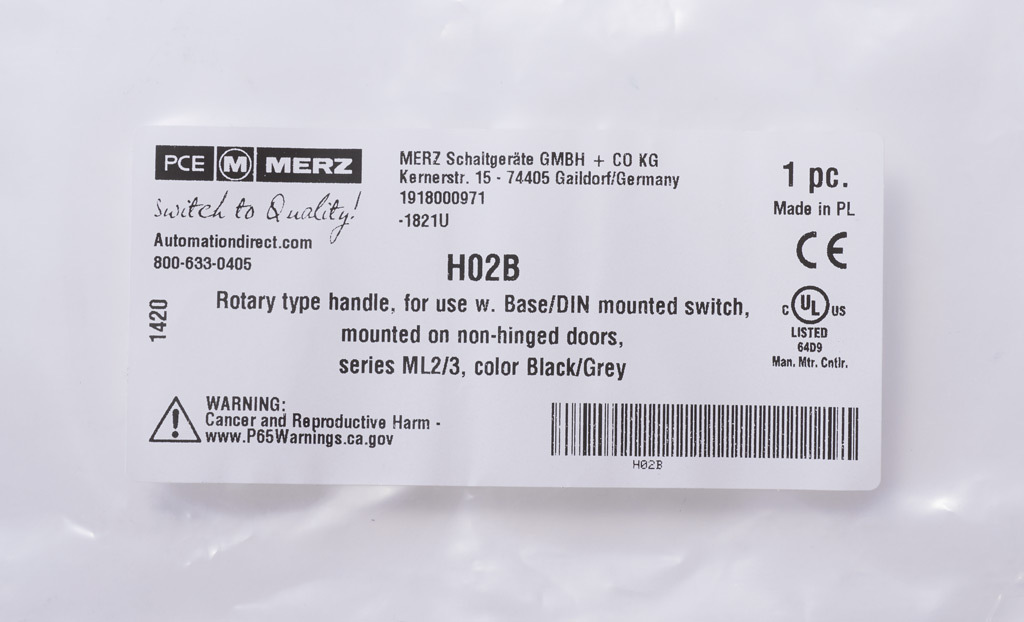 PCE M MERZ
Switch to Quality!
Automationdirect.com
800-633-0405
MERZ Schaltgeräte GMBH + CO KG
Kernerstr. 15 - 74405 Gaildorf/Germany
1918000971
-1821U
1 pc.
Made in PL
CE
H02B
1420
Rotary type handle, for use w. Base/DIN mounted switch,
mounted on non-hinged doors,
series ML2/3, color Black/Grey
C UL US
LISTED
64D9
Man. Mtr. Cntlr.
WARNING:
Cancer and Reproductive Harm -
www.P65Warnings.ca.gov
H02B